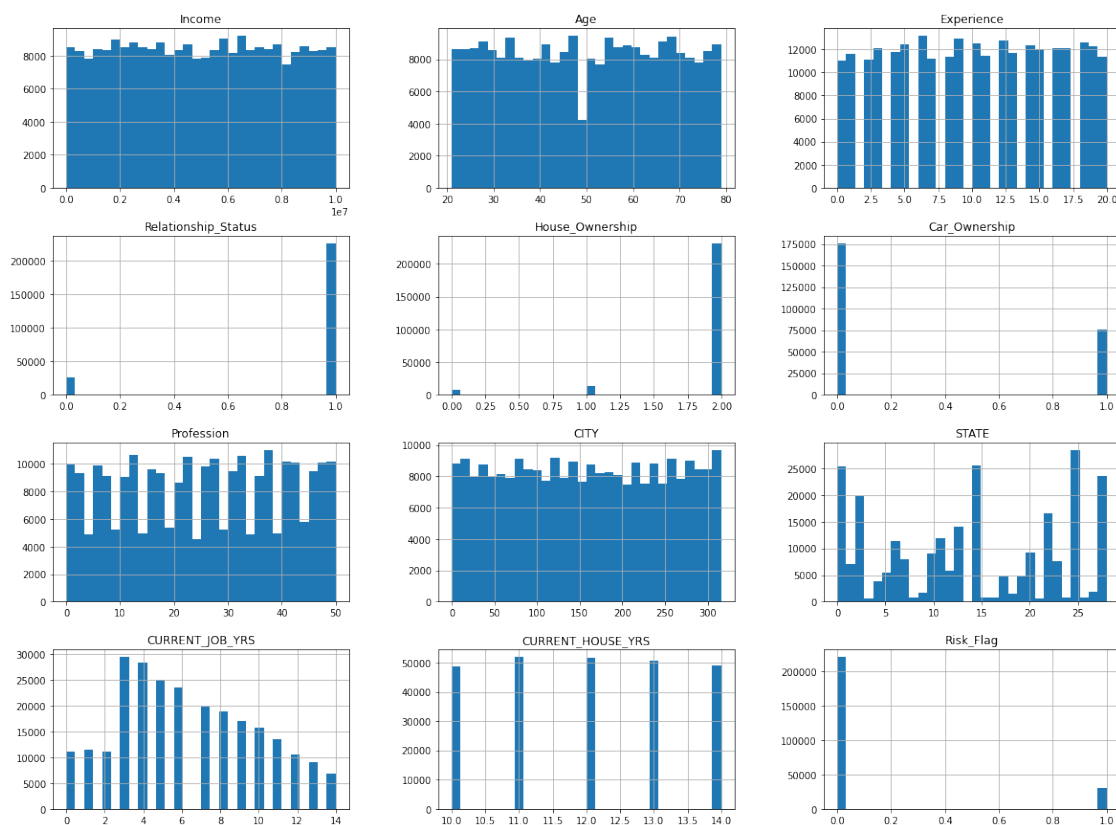 Income
8000
6000
4000
2000
0
0.0 0.2 0.4 0.6 0.8 1.0
1e7
Age
8000
6000
4000
2000
0
20 30 40 50 60 70 80
Experience
12000
10000
8000
6000
4000
2000
0
0.0 2.5 5.0 7.5 10.0 12.5 15.0 17.5 20.0
Relationship_Status
200000
150000
100000
50000
0
0.0 0.2 0.4 0.6 0.8 1.0
House_Ownership
200000
150000
100000
50000
0
0.00 0.25 0.50 0.75 1.00 1.25 1.50 1.75 2.00
Car_Ownership
175000
150000
125000
100000
75000
50000
25000
0
0.0 0.2 0.4 0.6 0.8 1.0
Profession
10000
8000
6000
4000
2000
0
0 10 20 30 40 50
CITY
10000
8000
6000
4000
2000
0
0 50 100 150 200 250 300
STATE
25000
20000
15000
10000
5000
0
0 5 10 15 20 25
CURRENT_JOB_YRS
30000
25000
20000
15000
10000
5000
0
0 2 4 6 8 10 12 14
CURRENT_HOUSE_YRS
50000
40000
30000
20000
10000
0
10.0 10.5 11.0 11.5 12.0 12.5 13.0 13.5 14.0
Risk_Flag
200000
150000
100000
50000
0
0.0 0.2 0.4 0.6 0.8 1.0